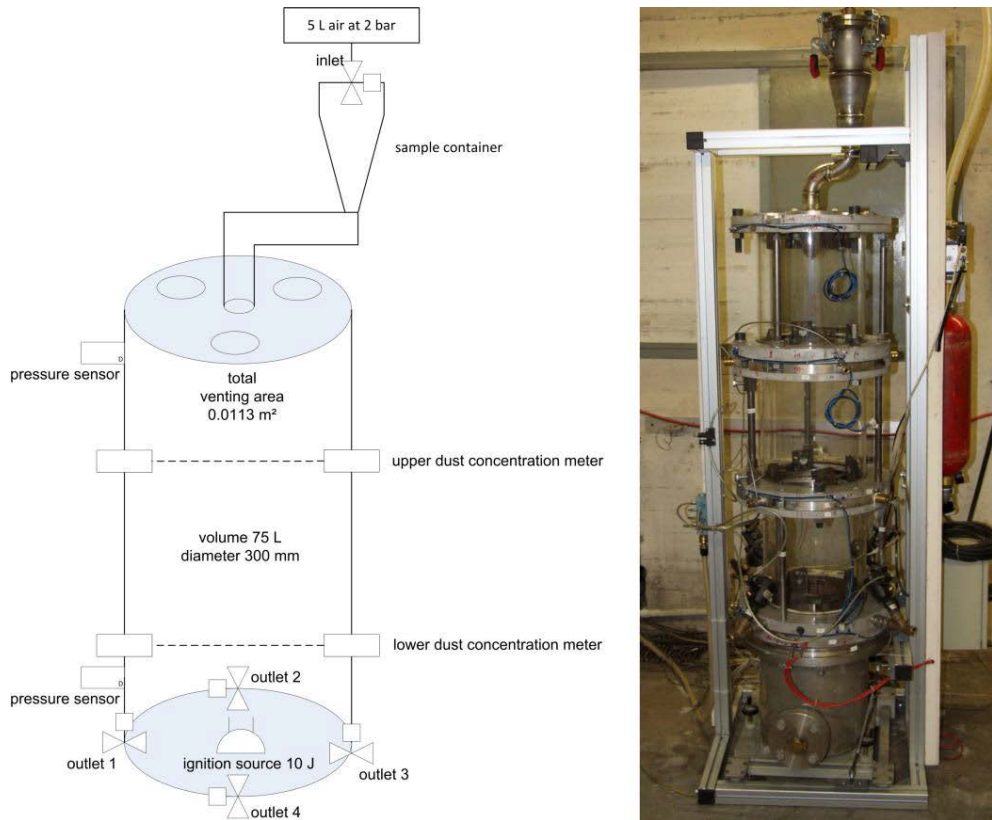 5 L air at 2 bar
inlet
sample container
pressure sensor
total
venting area
0.0113 m²
upper dust concentration meter
volume 75 L
diameter 300 mm
lower dust concentration meter
pressure sensor
outlet 2
outlet 1
ignition source 10 J
outlet 3
outlet 4